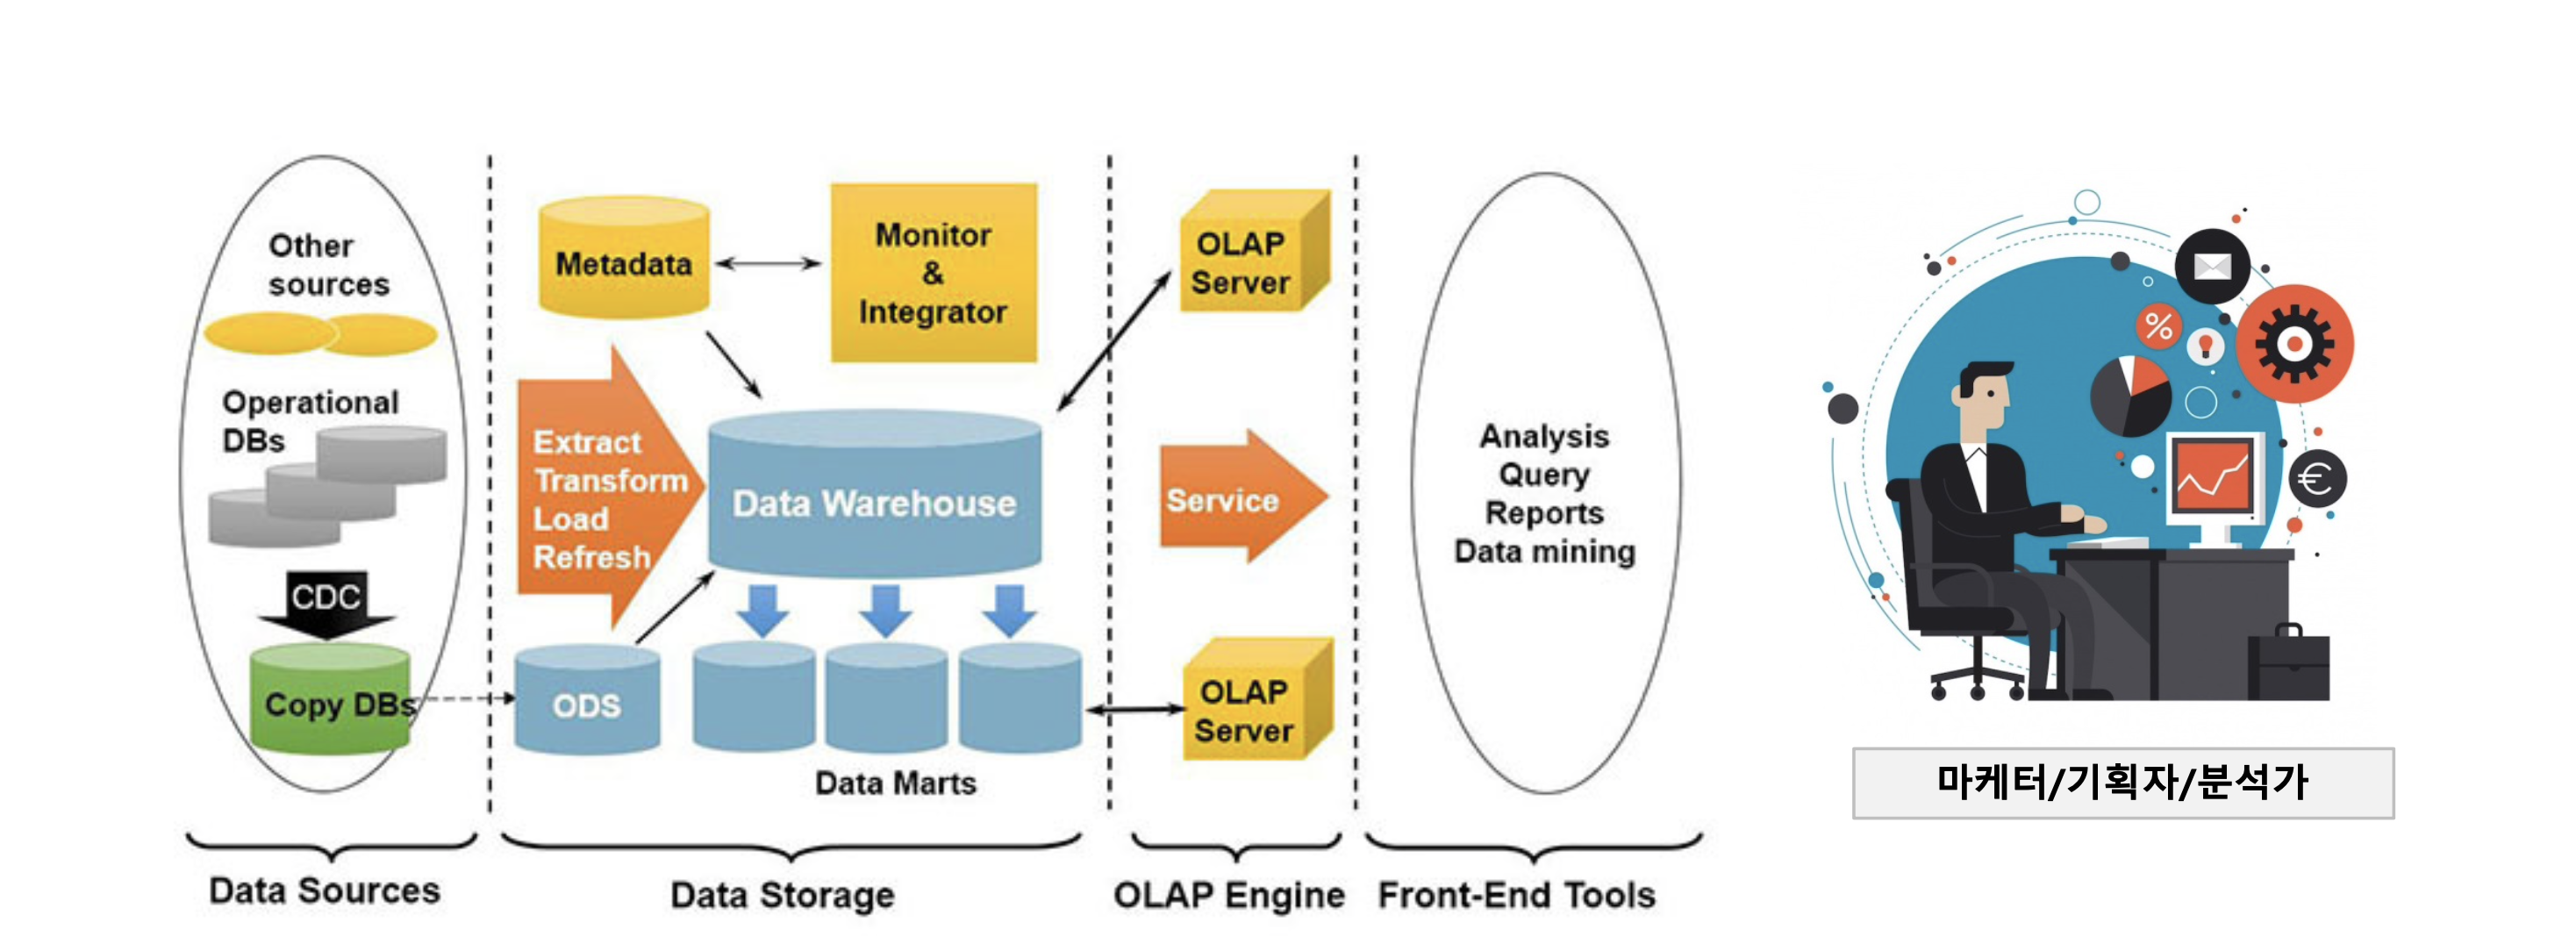 Other
sources
Operational
DBs
CDC
Copy DBs
Data Sources
Metadata
Monitor
&
Integrator
Extract
Transform
Load
Refresh
Data Warehouse
ODS
Data Marts
Data Storage
OLAP
Server
Service
OLAP
Server
OLAP Engine
Analysis
Query
Reports
Data mining
Front-End Tools
%
€
마케터/기획자/분석가